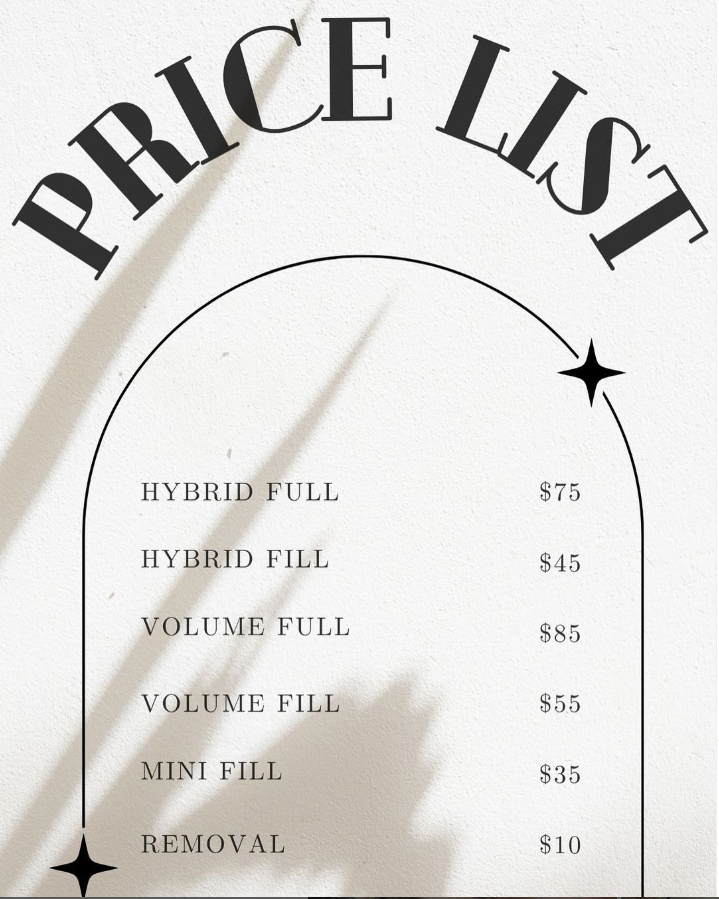 PRICE LIST
HYBRID FULL $75
HYBRID FILL $45
VOLUME FULL $85
VOLUME FILL $55
MINI FILL $35
REMOVAL $10